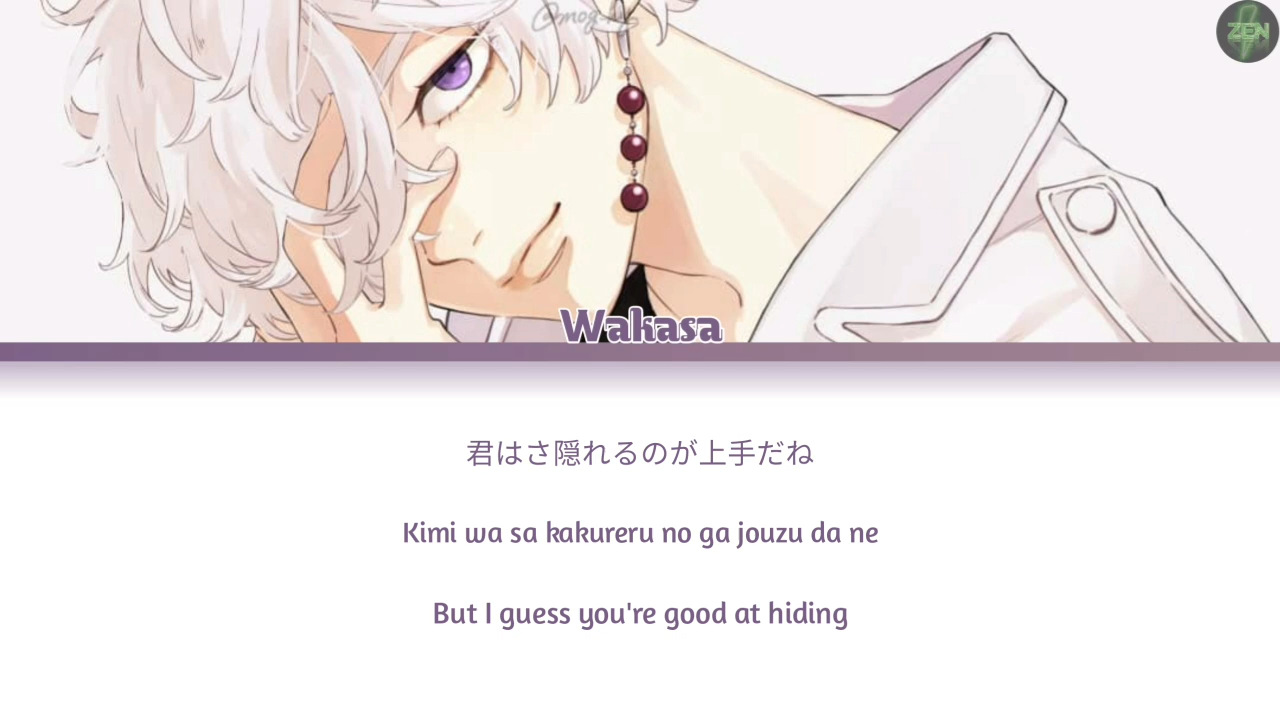 ZEN
Wakasa
君はさ隠れるのが上手だね
Kimi wa sa kakureru no ga jouzu da ne
But I guess you're good at hiding